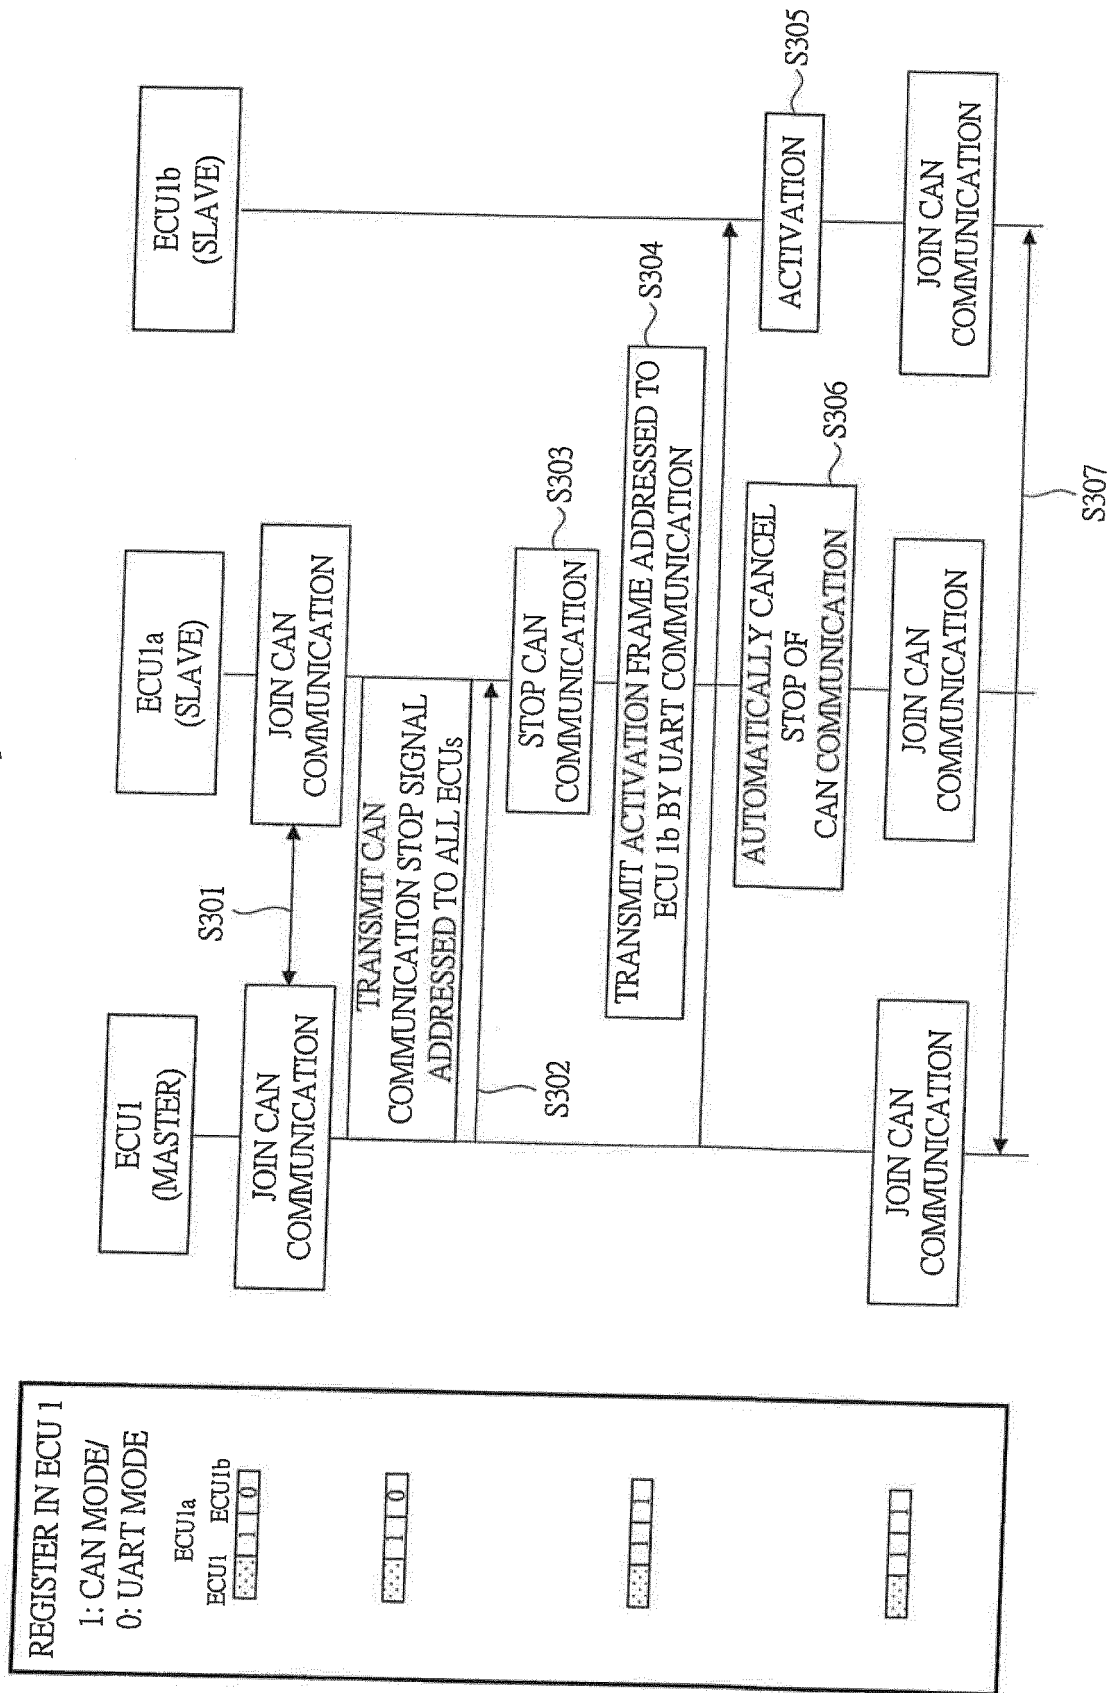 REGISTER IN ECU 1
1: CAN MODE/
0: UART MODE
ECU1a
ECU1 ECU1b
1 0
1 0
1 1
1 1
ECU1
(MASTER)
ECU1a
(SLAVE)
ECU1b
(SLAVE)
JOIN CAN
COMMUNICATION
S301
JOIN CAN
COMMUNICATION
TRANSMIT CAN
COMMUNICATION STOP SIGNAL
ADDRESSED TO ALL ECUs
S302
STOP CAN
COMMUNICATION
S303
TRANSMIT ACTIVATION FRAME ADDRESSED TO
ECU 1b BY UART COMMUNICATION
S304
ACTIVATION
S305
AUTOMATICALLY CANCEL
STOP OF
CAN COMMUNICATION
S306
JOIN CAN
COMMUNICATION
JOIN CAN
COMMUNICATION
JOIN CAN
COMMUNICATION
S307